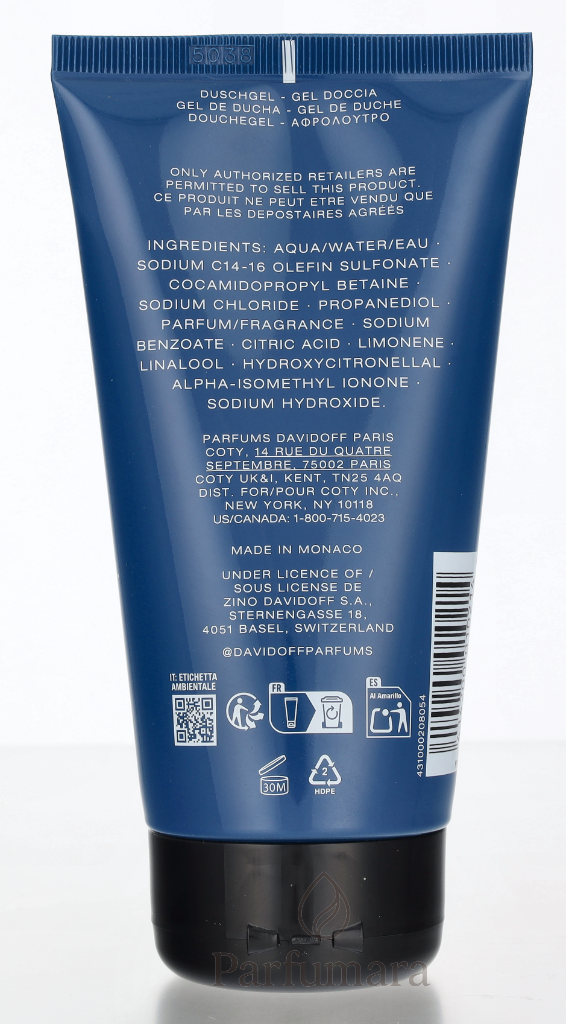 5038
DUSCHGEL - GEL DOCCIA
GEL DE DUCHA - GEL DE DUCHE
DOUCHEGEL - ΑΦΡΟΛΟΥΤΡΟ
ONLY AUTHORIZED RETAILERS ARE
PERMITTED TO SELL THIS PRODUCT.
CE PRODUIT NE PEUT ETRE VENDU QUE
PAR LES DEPOSTAIRES AGRÉÉS
INGREDIENTS: AQUA/WATER/EAU ·
SODIUM C14-16 OLEFIN SULFONATE ·
COCAMIDOPROPYL BETAINE ·
SODIUM CHLORIDE · PROPANEDIOL ·
PARFUM/FRAGRANCE · SODIUM
BENZOATE · CITRIC ACID · LIMONENE ·
LINALOOL · HYDROXYCITRONELLAL ·
ALPHA-ISOMETHYL IONONE ·
SODIUM HYDROXIDE.
PARFUMS DAVIDOFF PARIS
COTY, 14 RUE DU QUATRE
SEPTEMBRE, 75002 PARIS
COTY UK&I, KENT, TN25 4AQ
DIST. FOR/POUR COTY INC.,
NEW YORK, NY 10118
US/CANADA: 1-800-715-4023
MADE IN MONACO
UNDER LICENCE OF /
SOUS LICENSE DE
ZINO DAVIDOFF S.A.,
STERNENGASSE 18,
4051 BASEL, SWITZERLAND
@DAVIDOFFPARFUMS
IT: ETICHETTA
AMBIENTALE
FR
ES
Al Amarillo
431000208054
30M
2
HDPE
Parfumara